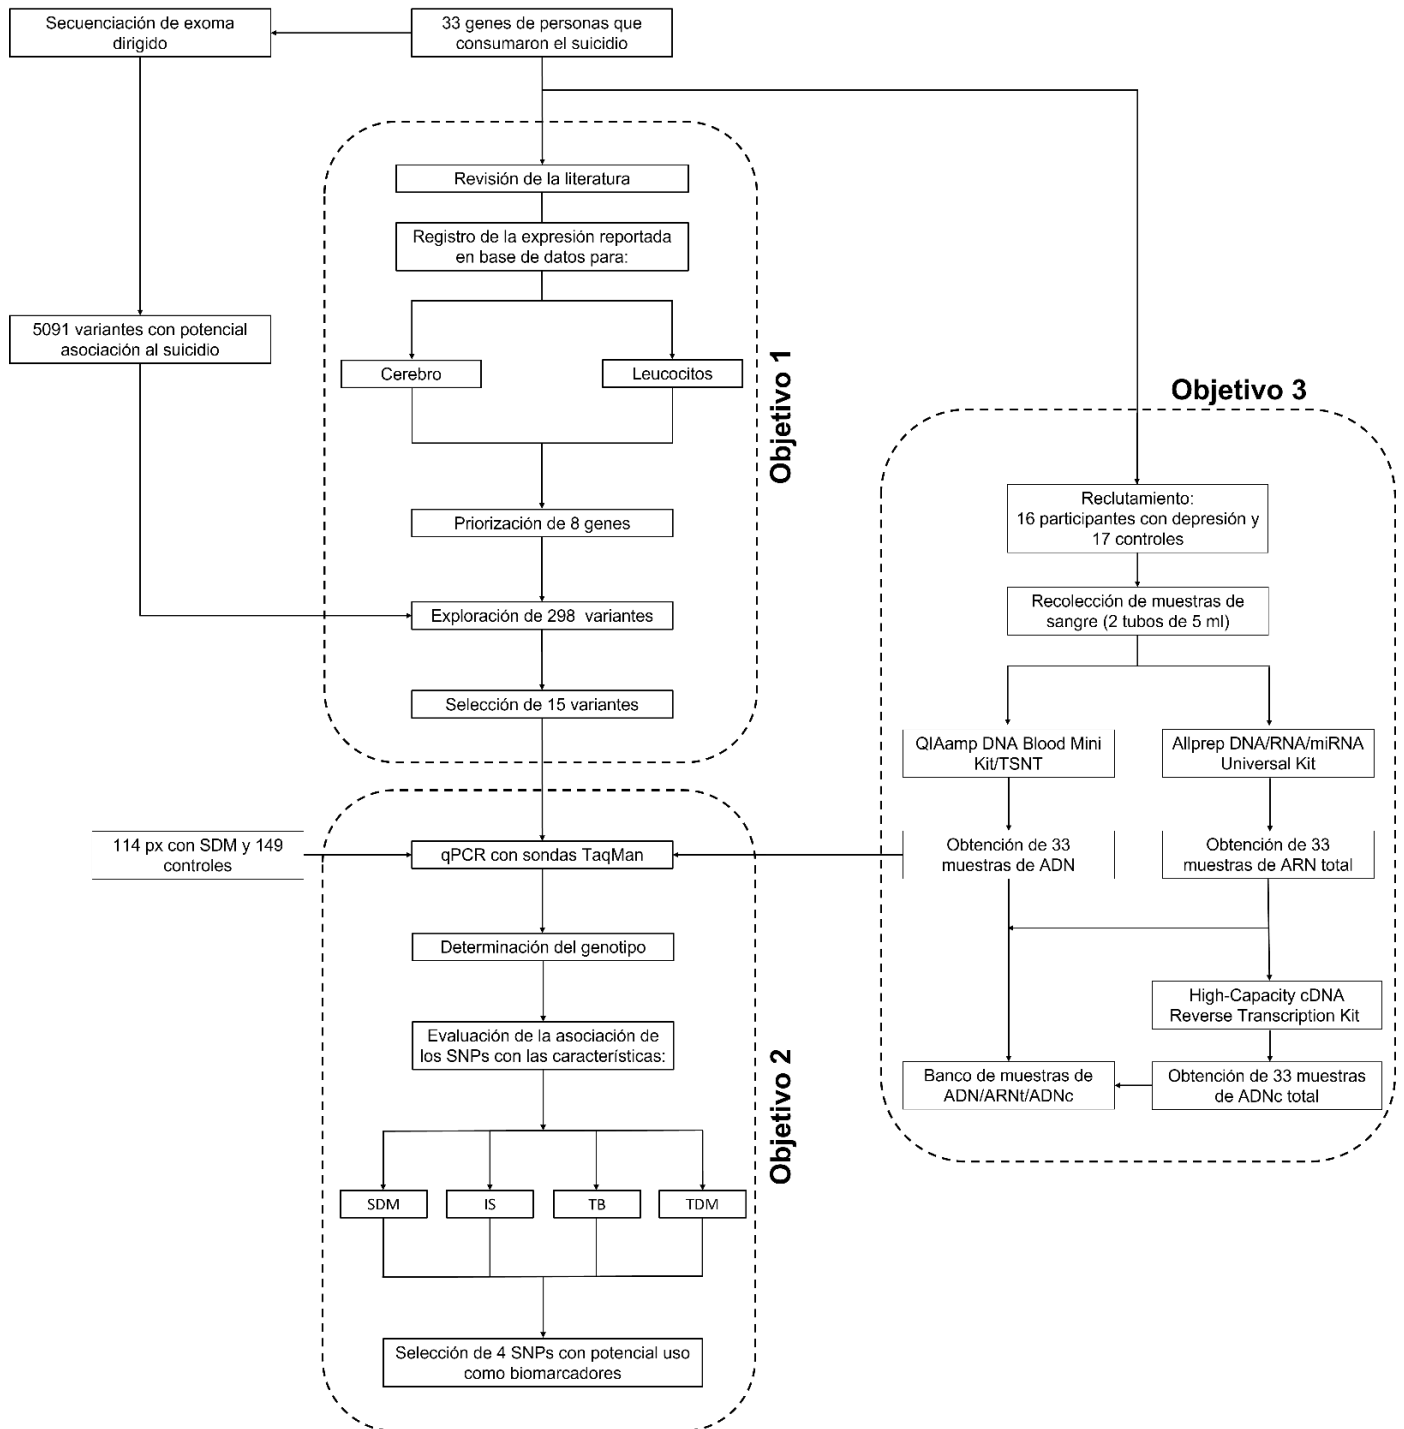 Secuenciación de exoma
dirigido
33 genes de personas que
consumaron el suicidio
Revisión de la literatura
Registro de la expresión reportada
en base de datos para:
5091 variantes con potencial
asociación al suicidio
Cerebro
Leucocitos
Objetivo 1
Priorización de 8 genes
Exploración de 298 variantes
Selección de 15 variantes
Objetivo 3
Reclutamiento:
16 participantes con depresión y
17 controles
Recolección de muestras de
sangre (2 tubos de 5 ml)
QIAamp DNA Blood Mini
Kit/TSNT
Allprep DNA/RNA/miRNA
Universal Kit
Obtención de 33
muestras de ADN
Obtención de 33
muestras de ARN total
High-Capacity cDNA
Reverse Transcription Kit
Banco de muestras de
ADN/ARNt/ADNc
Obtención de 33 muestras
de ADNc total
114 px con SDM y 149
controles
qPCR con sondas TaqMan
Determinación del genotipo
Evaluación de la asociación de
los SNPs con las características:
Objetivo 2
SDM
IS
TB
TDM
Selección de 4 SNPs con potencial uso
como biomarcadores